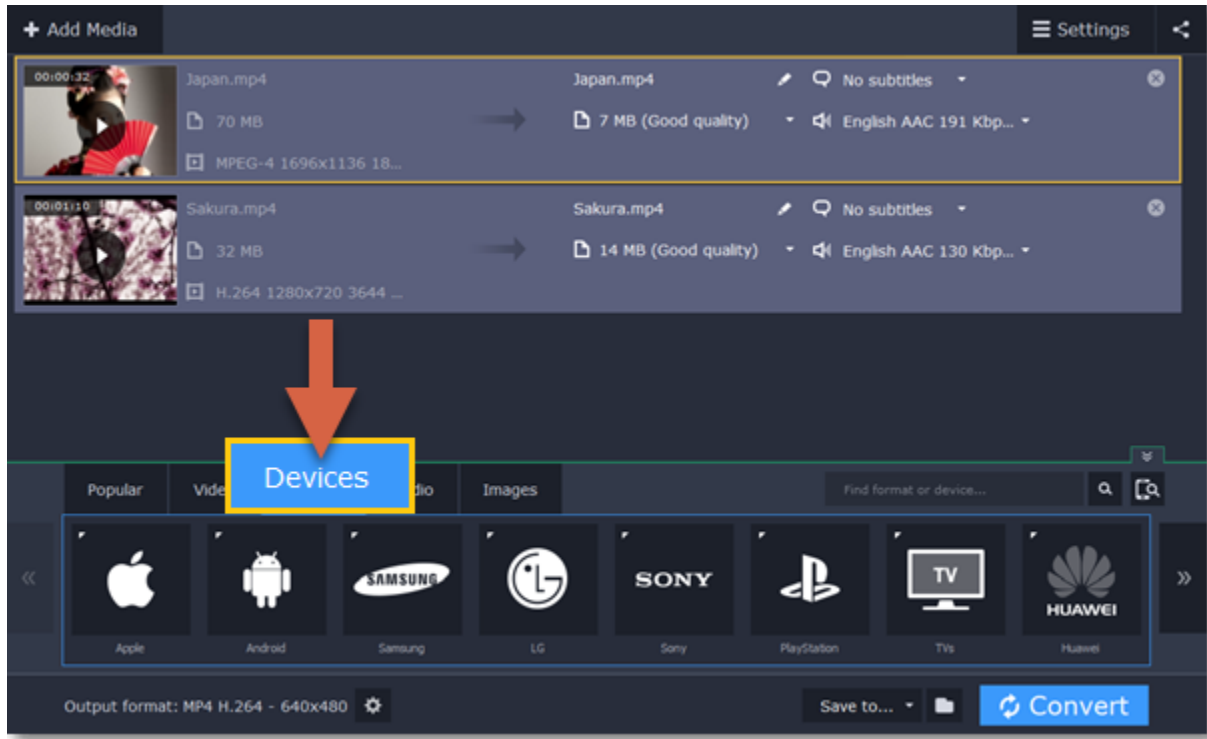 Add Media
Settings
00:00:32
Japan.mp4
Japan.mp4
No subtitles
70 MB
7 MB (Good quality)
English AAC 191 Kbp...
MPEG-4 1696x1136 18...
00:01:10
Sakura.mp4
Sakura.mp4
No subtitles
32 MB
14 MB (Good quality)
English AAC 130 Kbp...
H.264 1280x720 3644 ...
Popular
Vide
Devices
dio
Images
Find format or device...
SAMSUNG
LG
SONY
TV
HUAWEI
Apple
Android
Samsung
LG
Sony
PlayStation
TVs
Huawei
Output format: MP4 H.264 - 640x480
Save to...
Convert